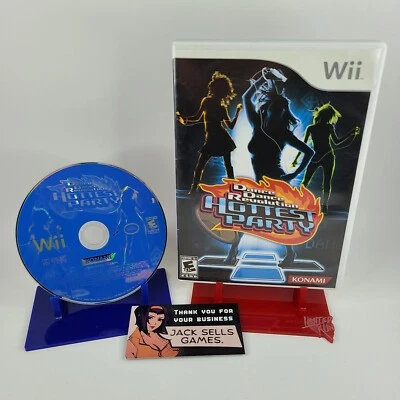 Wii
Dance
Dance
Revolution
HOTTEST
PARTY
KONAMI
E
Dance
Revolution
HOTTEST
PARTY
Wii
KONAMI
THANK YOU FOR
YOUR BUSINESS
JACK SELLS
GAMES.